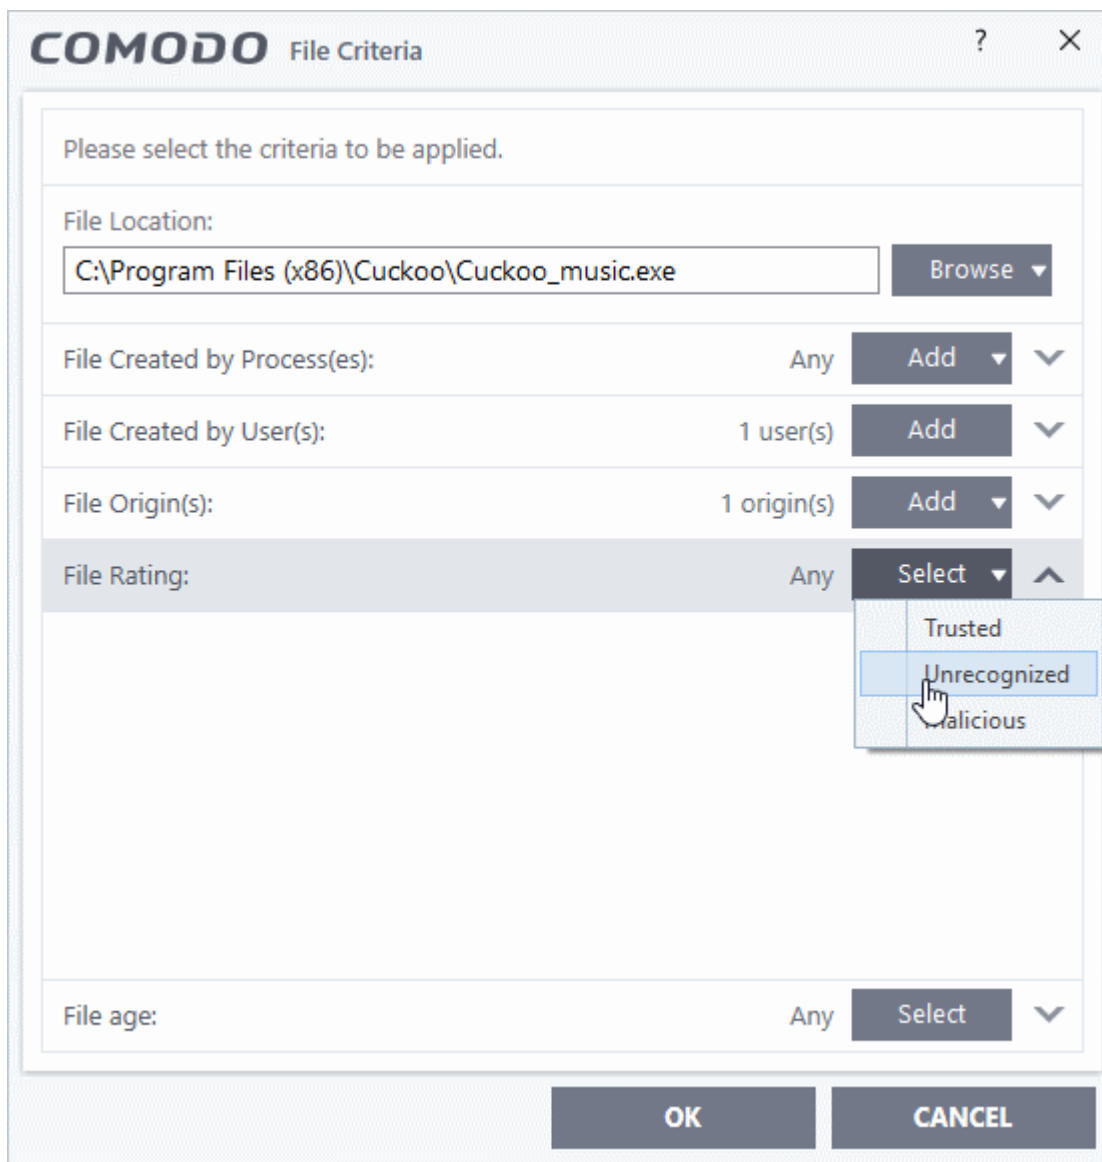 COMODO File Criteria ?
Please select the criteria to be applied.
File Location:
C:\Program Files (x86)\Cuckoo\Cuckoo_music.exe Browse
File Created by Process(es): Any Add
File Created by User(s): 1 user(s) Add
File Origin(s): 1 origin(s) Add
File Rating: Any Select
Trusted
Unrecognized
Malicious
File age: Any Select
OK CANCEL